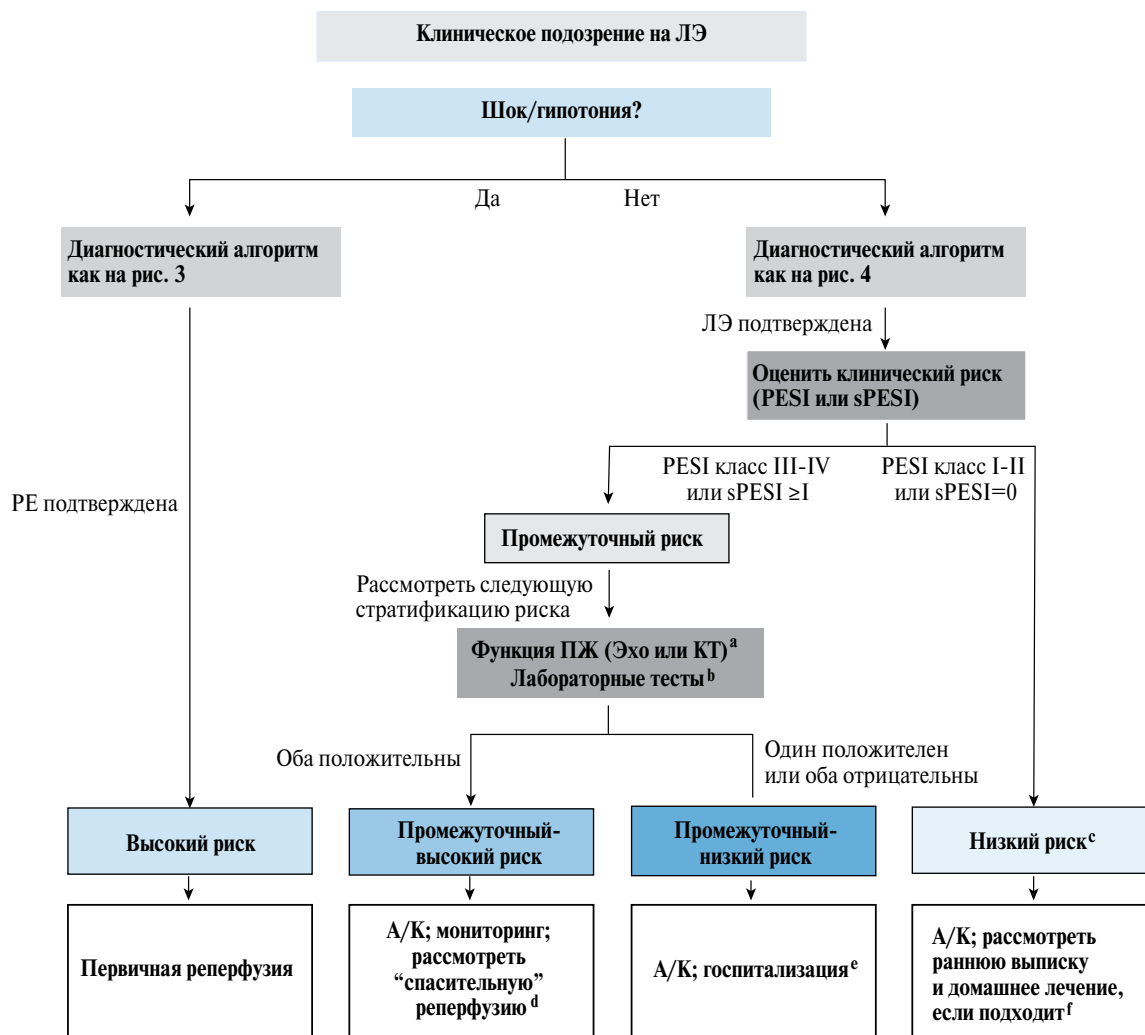 Клиническое подозрение на ЛЭ
Шок/гипотония?
Да
Нет
Диагностический алгоритм
как на рис. 3
Диагностический алгоритм
как на рис. 4
ЛЭ подтверждена
Оценить клинический риск
(PESI или sPESI)
PESI класс III-IV
или sPESI ≥I
PESI класс I-II
или sPESI=0
РЕ подтверждена
Промежуточный риск
Рассмотреть следующую
стратификацию риска
Функция ПЖ (Эхо или КТ)a
Лабораторные тесты b
Оба положительны
Один положителен
или оба отрицательны
Высокий риск
Промежуточный-
высокий риск
Промежуточный-
низкий риск
Низкий риск c
Первичная реперфузия
А/К; мониторинг;
рассмотреть
“спасительную”
реперфузию d
А/К; госпитализация e
А/К; рассмотреть
раннюю выписку
и домашнее лечение,
если подходит f